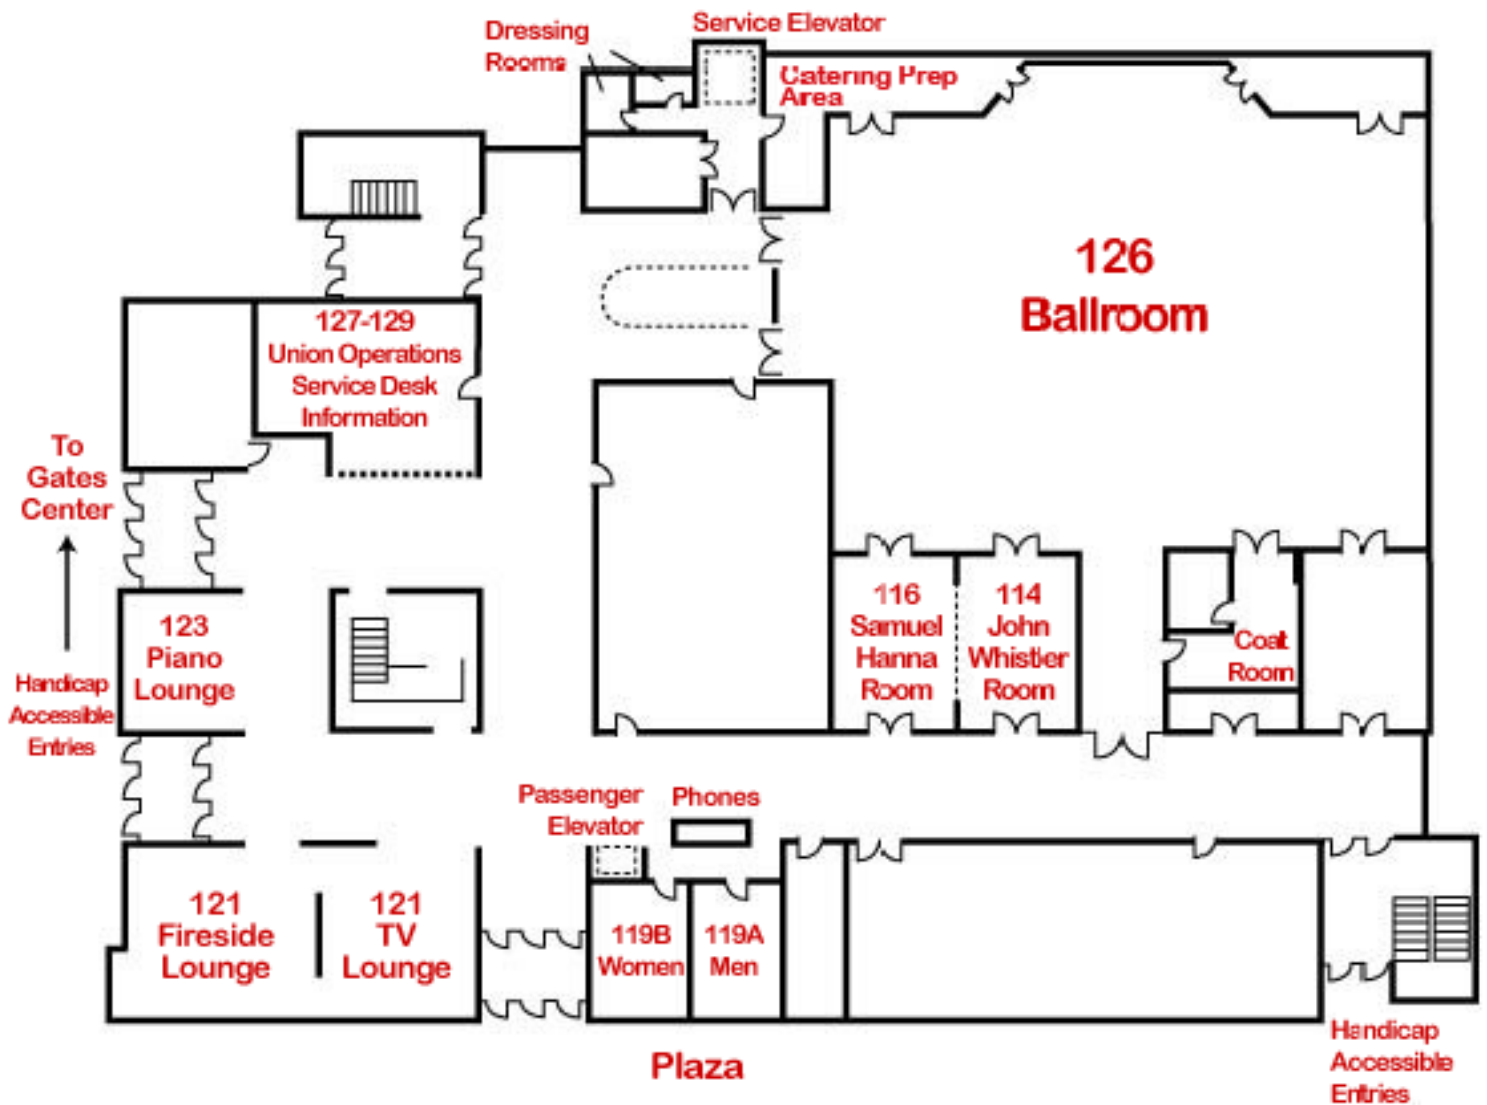 Dressing
Rooms
Service Elevator
Catering Prep
Area
126
Ballroom
127-129
Union Operations
Service Desk
Information
To
Gates
Center
123
Piano
Lounge
Handicap
Accessible
Entries
116
Samuel
Hanna
Room
114
John
Whistler
Room
Coat
Room
Passenger
Elevator
Phones
121
Fireside
Lounge
121
TV
Lounge
119B
Women
119A
Men
Plaza
Handicap
Accessible
Entries